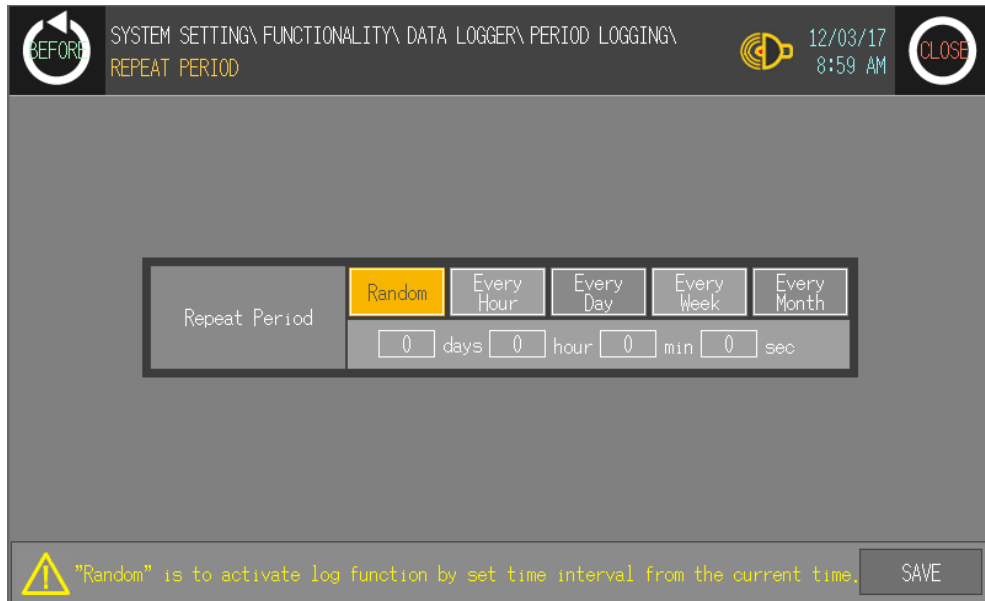 BEFORE
SYSTEM SETTING\ FUNCTIONALITY\ DATA LOGGER\ PERIOD LOGGING\
REPEAT PERIOD
12/03/17
8:59 AM
CLOSE
Repeat Period
Random
Every
Hour
Every
Day
Every
Week
Every
Month
0 days 0 hour 0 min 0 sec
"Random" is to activate log function by set time interval from the current time.
SAVE